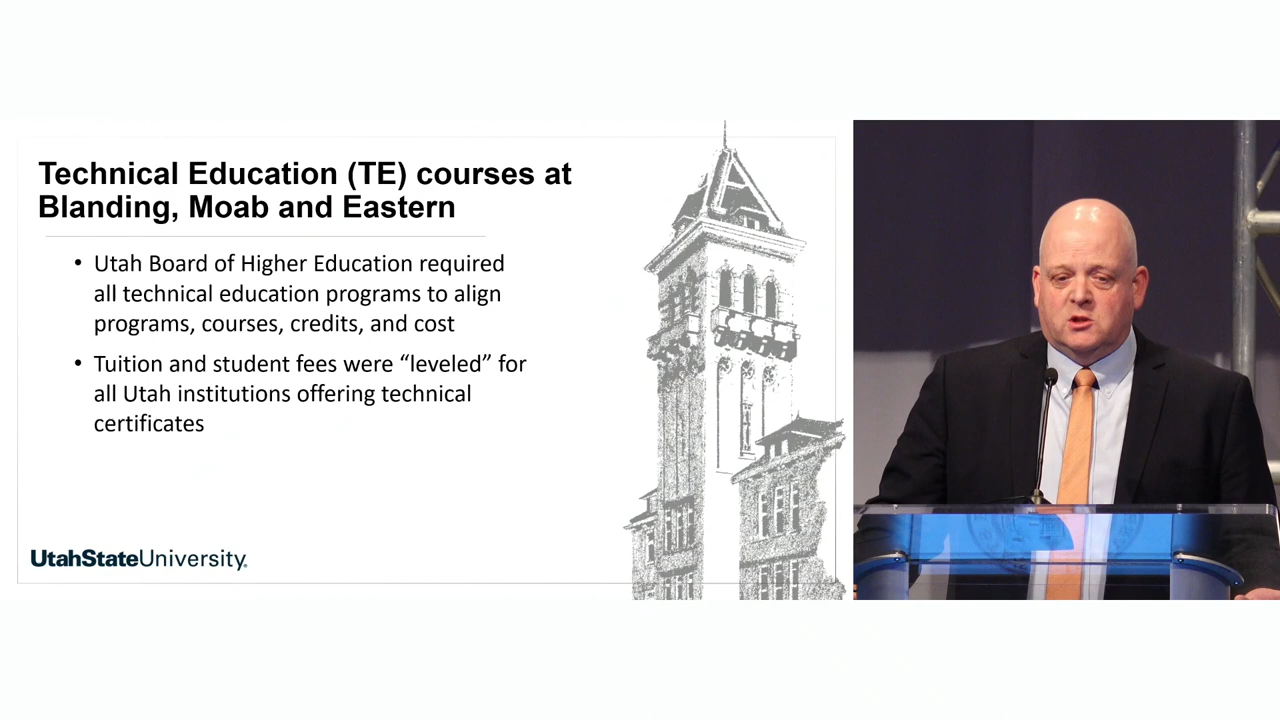 Technical Education (TE) courses at
Blanding, Moab and Eastern
• Utah Board of Higher Education required
all technical education programs to align
programs, courses, credits, and cost
• Tuition and student fees were “leveled” for
all Utah institutions offering technical
certificates
UtahStateUniversity